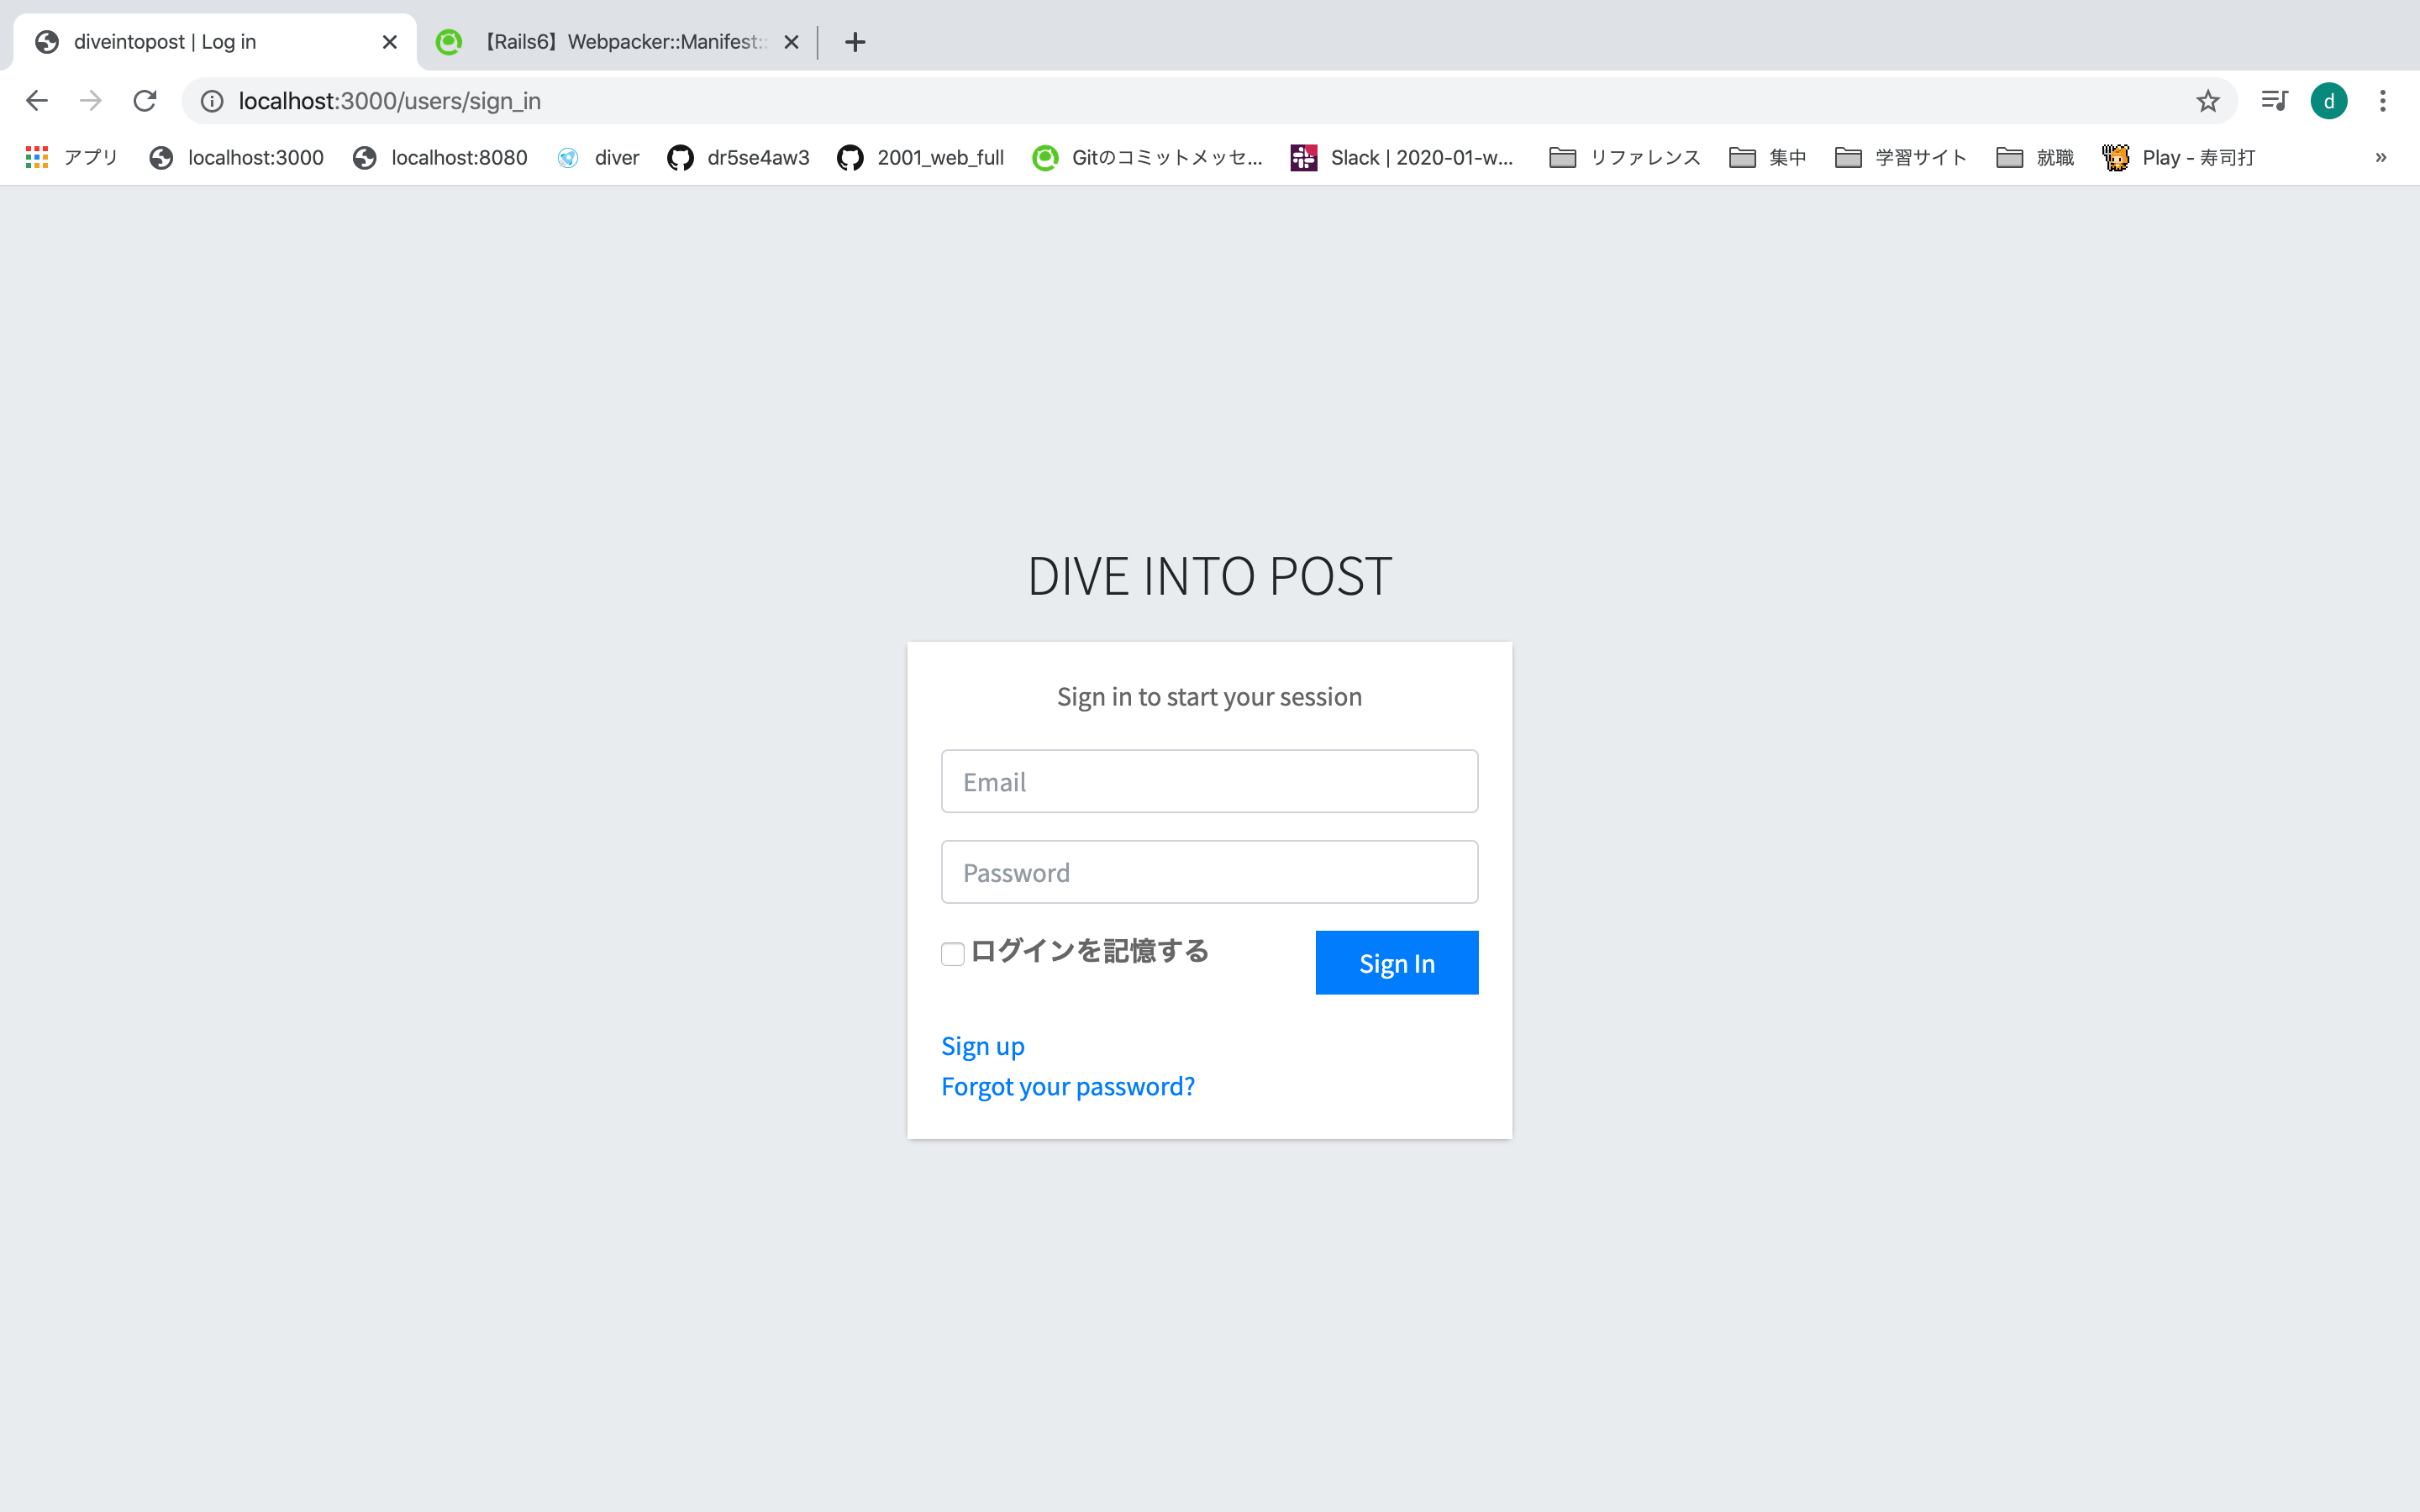 diveintopost | Log in
【Rails6】Webpacker::Manifest::
localhost:3000/users/sign_in
d
アプリ localhost:3000 localhost:8080 diver dr5se4aw3 2001_web_full Gitのコミットメッセ... Slack | 2020-01-w... リファレンス 集中 学習サイト 就職 Play - 寿司打 »
DIVE INTO POST
Sign in to start your session
Email
Password
ログインを記憶する
Sign In
Sign up
Forgot your password?